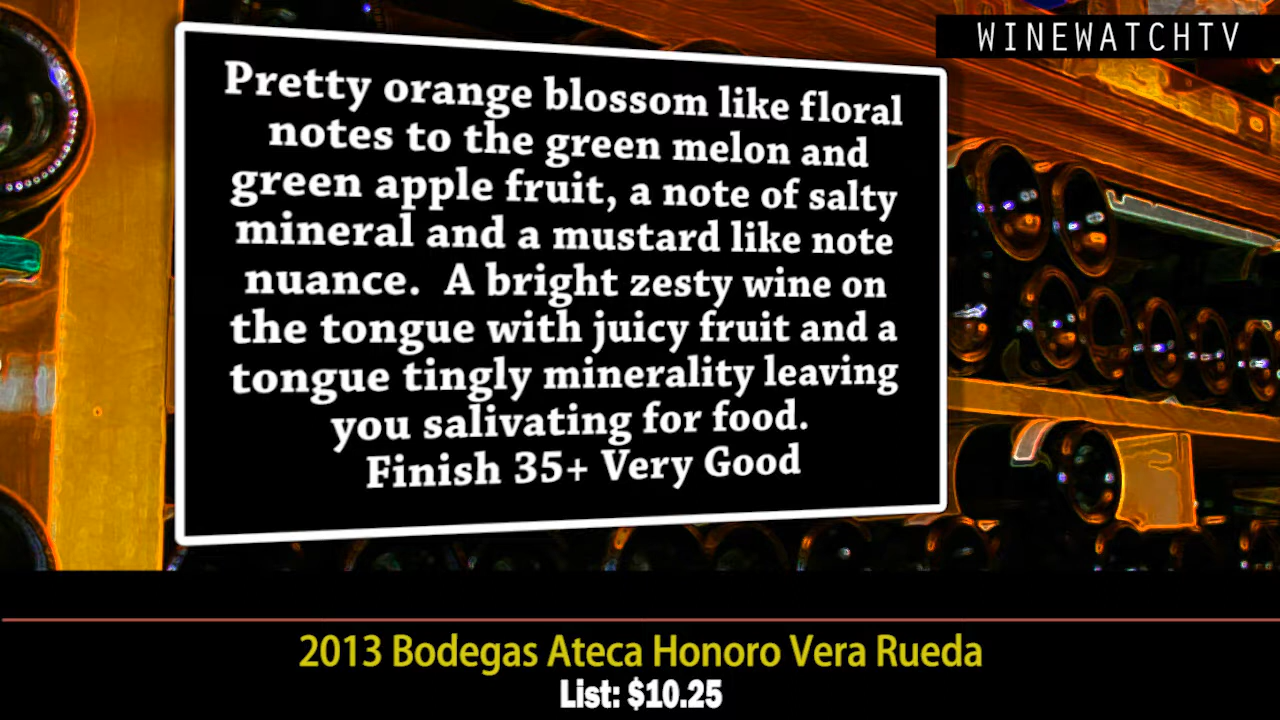 WINEWATCHTV
Pretty orange blossom like floral
notes to the green melon and
green apple fruit, a note of salty
mineral and a mustard like note
nuance.  A bright zesty wine on
the tongue with juicy fruit and a
tongue tingly minerality leaving
you salivating for food.
Finish 35+ Very Good
2013 Bodegas Ateca Honoro Vera Rueda
List: $10.25